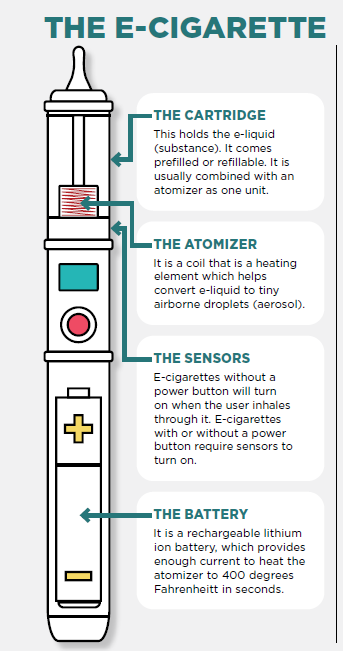 THE E-CIGARETTE
THE CARTRIDGE
This holds the e-liquid
(substance). It comes
prefilled or refillable. It is
usually combined with an
atomizer as one unit.
THE ATOMIZER
It is a coil that is a heating
element which helps
convert e-liquid to tiny
airborne droplets (aerosol).
THE SENSORS
E-cigarettes without a
power button will turn
on when the user inhales
through it. E-cigarettes
with or without a power
button require sensors to
turn on.
THE BATTERY
It is a rechargeable lithium
ion battery, which provides
enough current to heat the
atomizer to 400 degrees
Fahrenheitt in seconds.